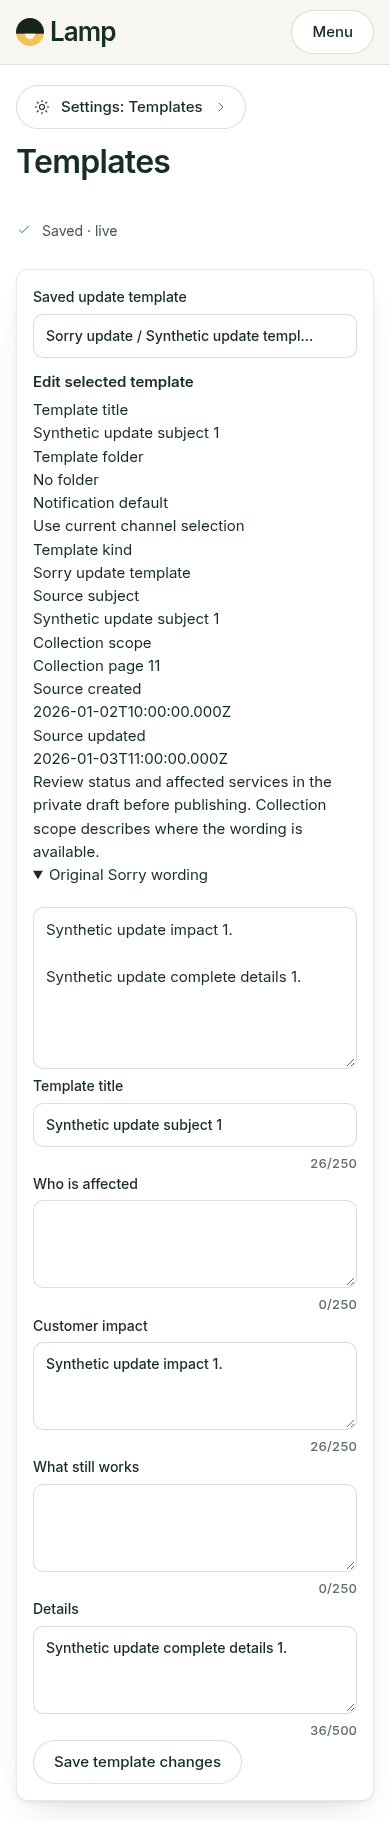 Lamp
Menu
Settings: Templates
Templates
Saved · live
Saved update template
Sorry update / Synthetic update templ...
Edit selected template
Template title
Synthetic update subject 1
Template folder
No folder
Notification default
Use current channel selection
Template kind
Sorry update template
Source subject
Synthetic update subject 1
Collection scope
Collection page 11
Source created
2026-01-02T10:00:00.000Z
Source updated
2026-01-03T11:00:00.000Z
Review status and affected services in the
private draft before publishing. Collection
scope describes where the wording is
available.
Original Sorry wording
Synthetic update impact 1.
Synthetic update complete details 1.
Template title
Synthetic update subject 1
26/250
Who is affected
0/250
Customer impact
Synthetic update impact 1.
26/250
What still works
0/250
Details
Synthetic update complete details 1.
36/500
Save template changes